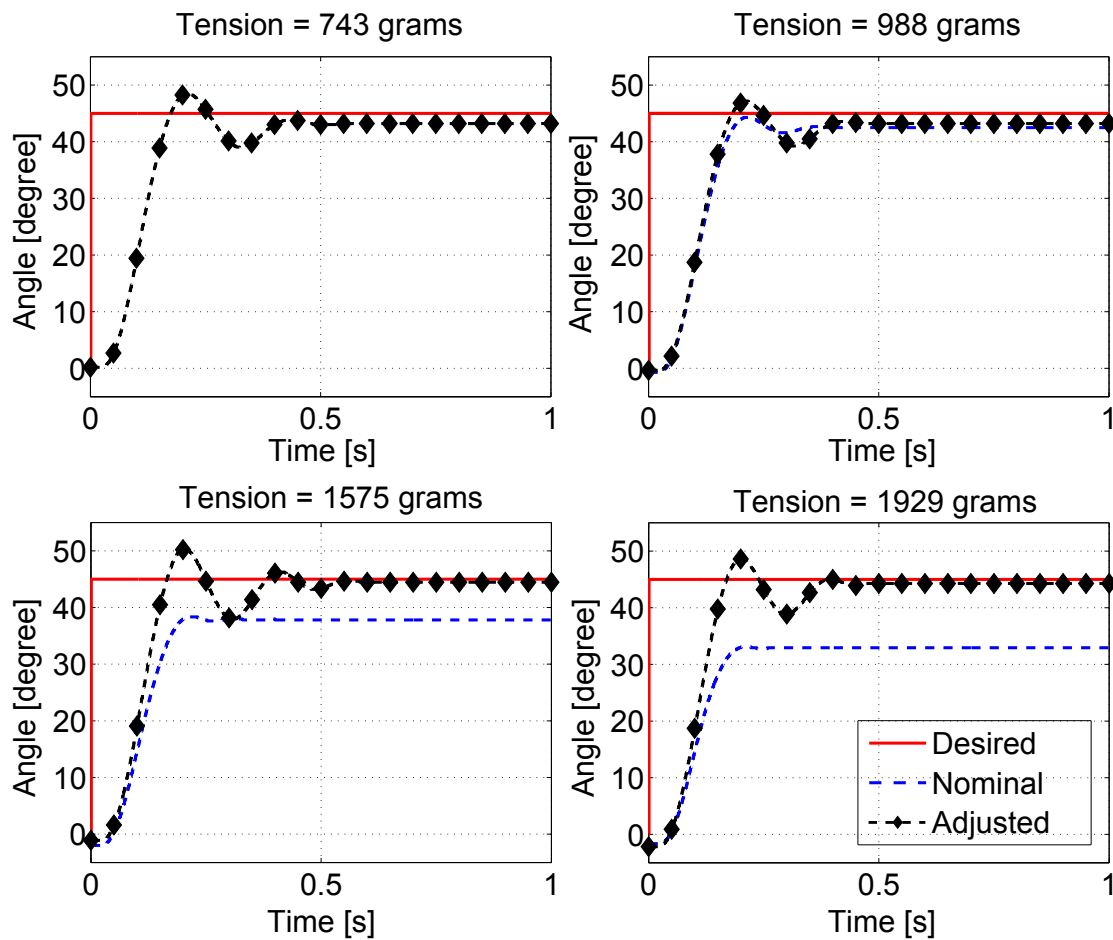 Tension = 743 grams
50
40
30
20
10
0
Angle [degree]
0
0.5
1
Time [s]
Tension = 988 grams
50
40
30
20
10
0
Angle [degree]
0
0.5
1
Time [s]
Tension = 1575 grams
50
40
30
20
10
0
Angle [degree]
0
0.5
1
Time [s]
Tension = 1929 grams
50
40
30
20
10
0
Angle [degree]
0
0.5
1
Time [s]
Desired
Nominal
Adjusted